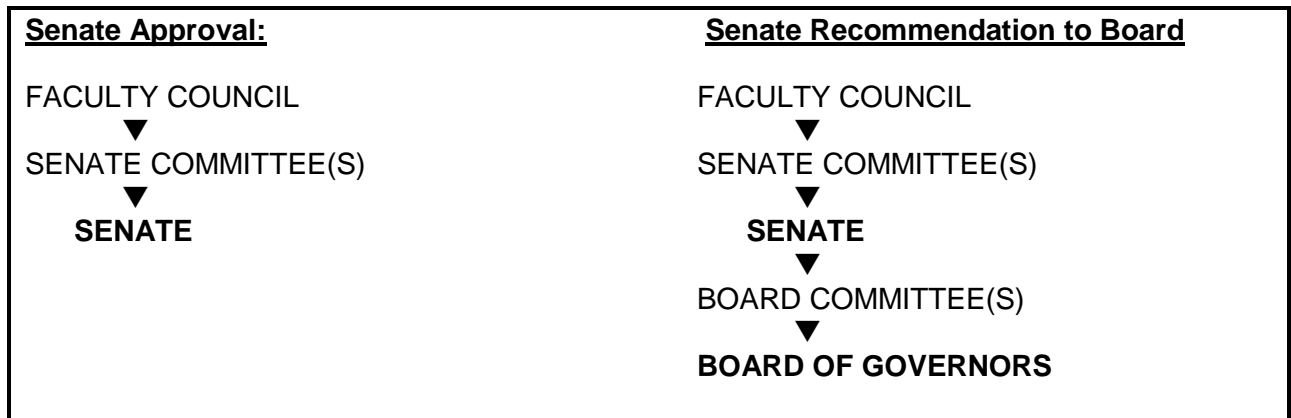 Senate Approval:
FACULTY COUNCIL
▼
SENATE COMMITTEE(S)
▼
SENATE
Senate Recommendation to Board
FACULTY COUNCIL
▼
SENATE COMMITTEE(S)
▼
SENATE
▼
BOARD COMMITTEE(S)
▼
BOARD OF GOVERNORS